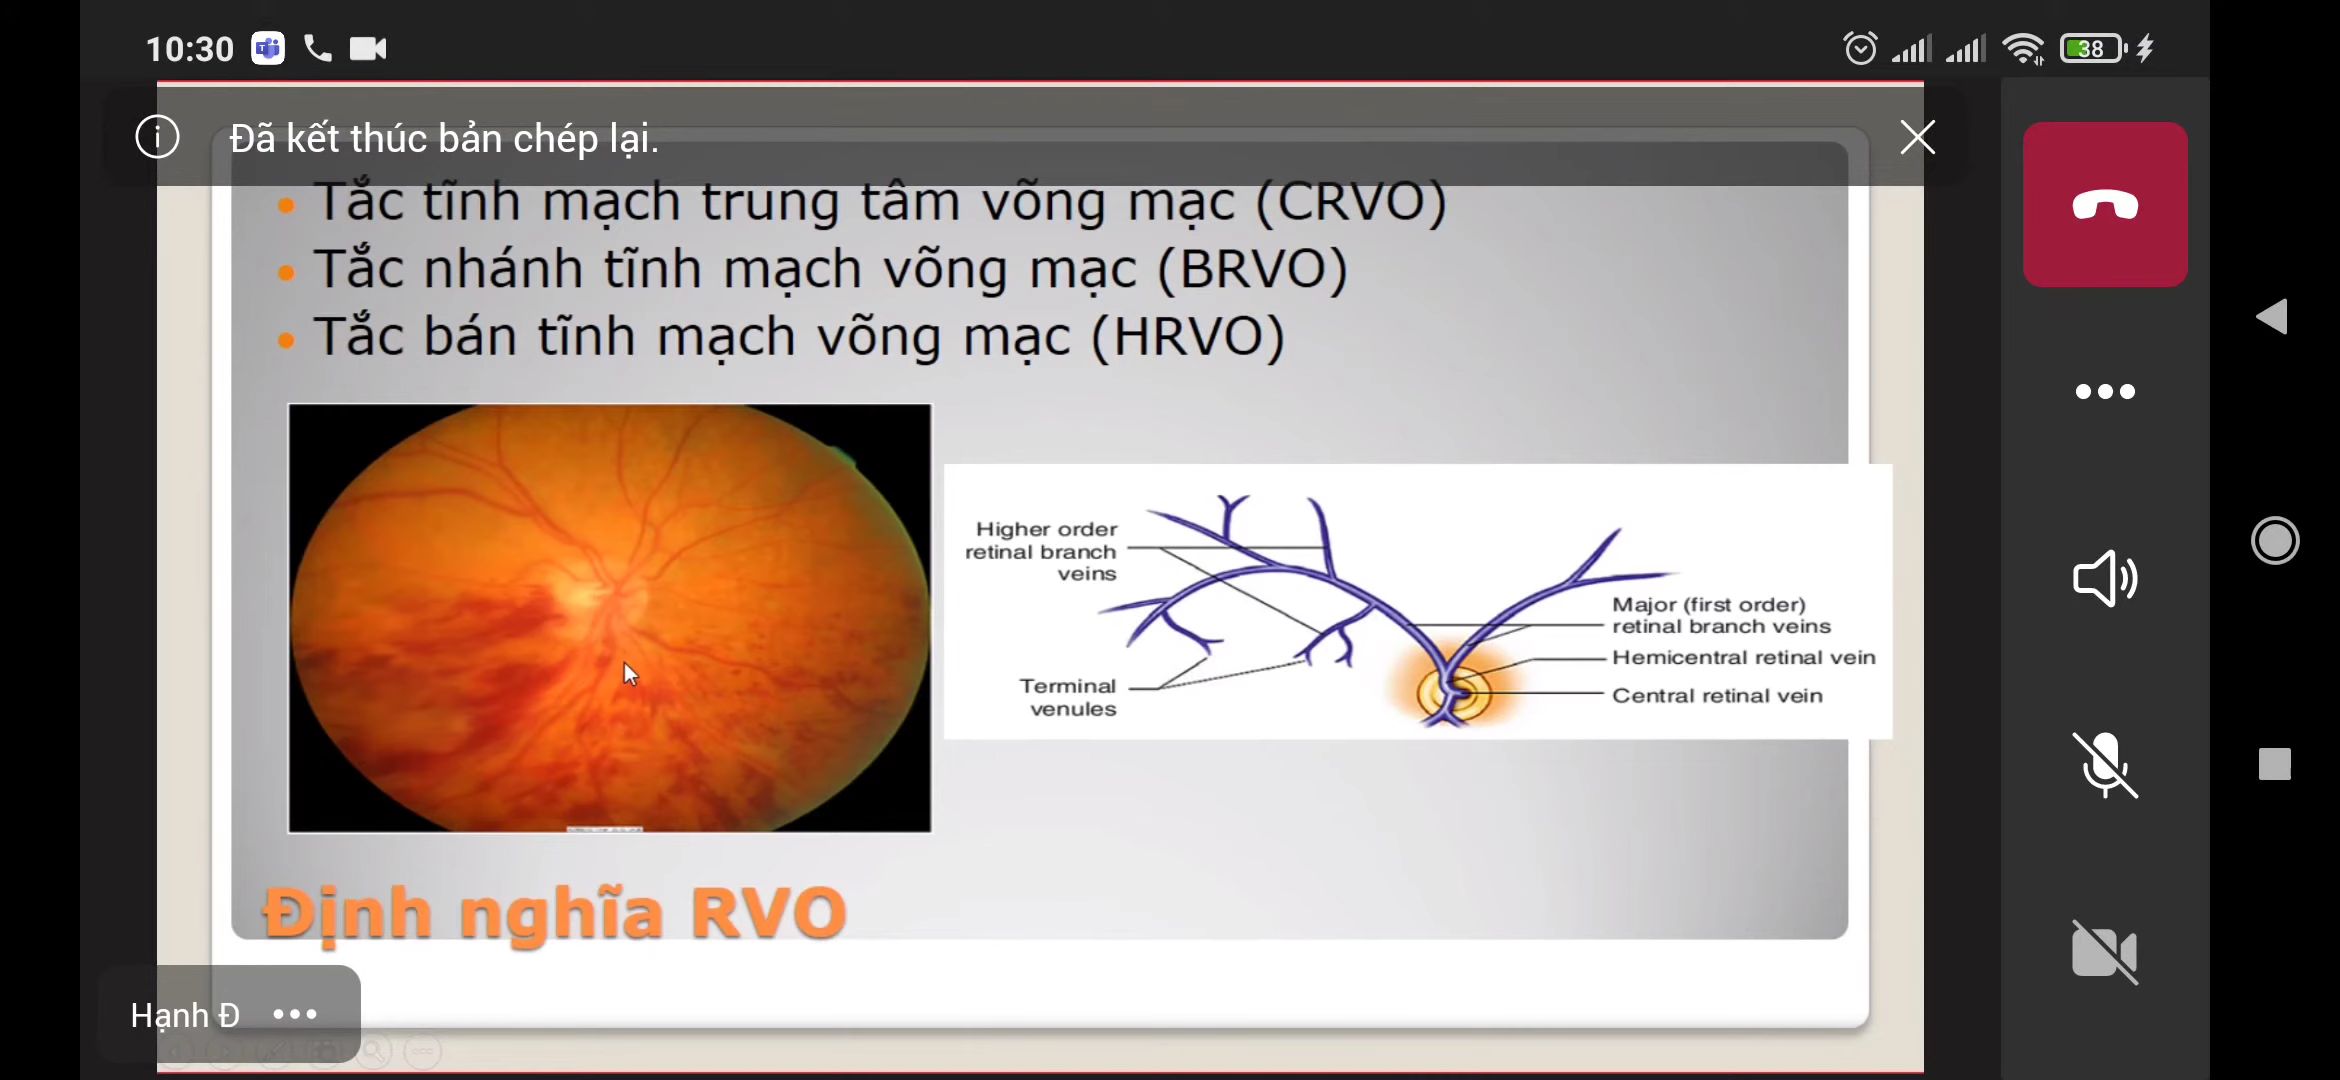 10:30
38
Đã kết thúc bản chép lại.
Tắc tĩnh mạch trung tâm võng mạc (CRVO)
Tắc nhánh tĩnh mạch võng mạc (BRVO)
Tắc bán tĩnh mạch võng mạc (HRVO)
Higher order
retinal branch
veins
Terminal
venules
Major (first order)
retinal branch veins
Hemicentral retinal vein
Central retinal vein
Định nghĩa RVO
Hạnh Đ